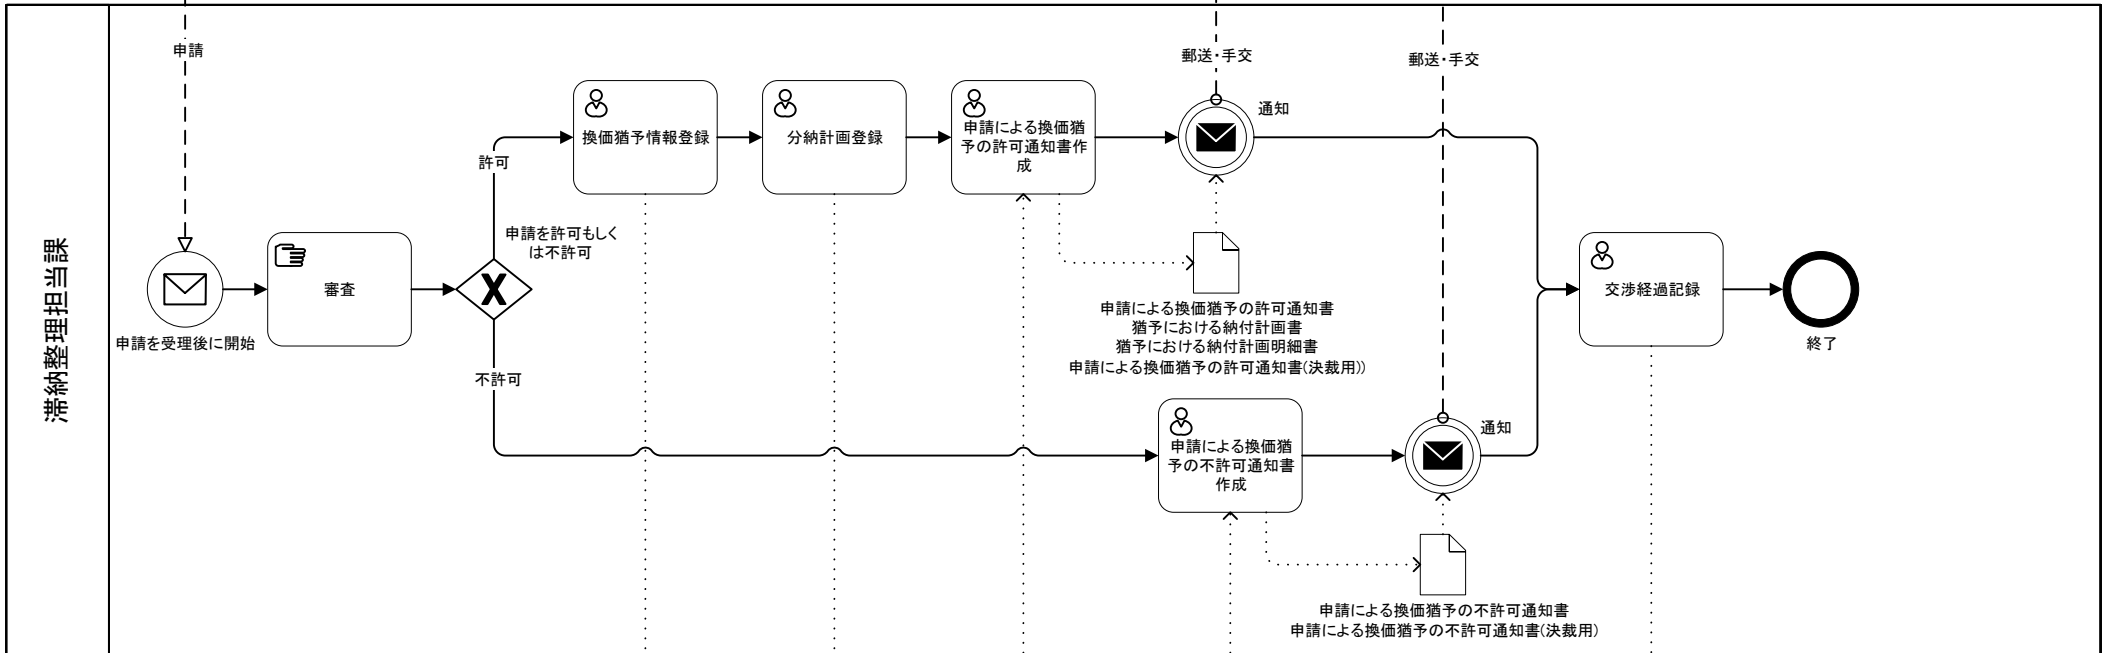 滞納整理担当課
申請
申請を受理後に開始
審査
申請を許可もしく
は不許可
許可
不許可
換価猶予情報登録
分納計画登録
申請による換価猶
予の許可通知書作
成
郵送・手交
通知
申請による換価猶予の許可通知書
猶予における納付計画書
猶予における納付計画明細書
申請による換価猶予の許可通知書(決裁用))
申請による換価猶
予の不許可通知書
作成
郵送・手交
通知
申請による換価猶予の不許可通知書
申請による換価猶予の不許可通知書(決裁用)
交渉経過記録
終了